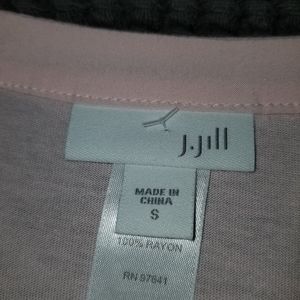 J.Jill
MADE IN
CHINA
S
100% RAYON
RN 97641